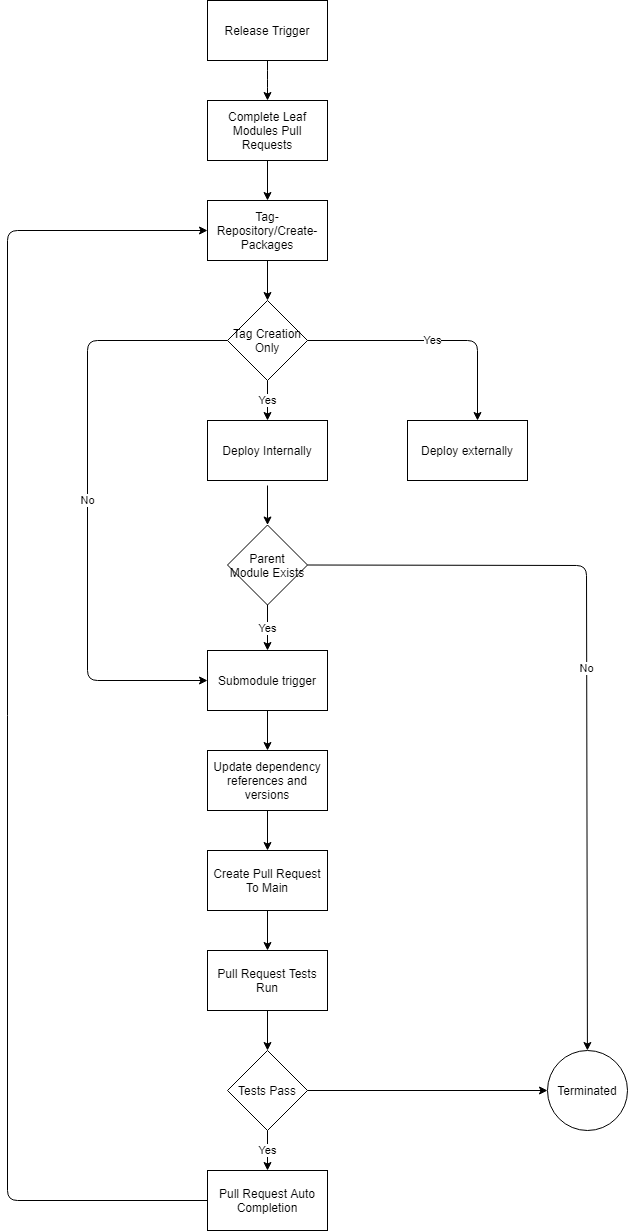 Release Trigger
Complete Leaf
Modules Pull
Requests
Tag-
Repository/Create-
Packages
Tag Creation
Only
Yes
Yes
Deploy Internally
Deploy externally
No
Parent
Module Exists
Yes
No
Submodule trigger
Update dependency
references and
versions
Create Pull Request
To Main
Pull Request Tests
Run
Tests Pass
Terminated
Yes
Pull Request Auto
Completion